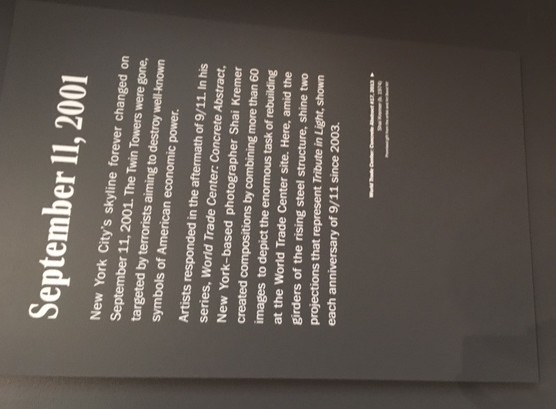 September 11, 2001
New York City's skyline forever changed on
September 11, 2001. The Twin Towers were gone,
targeted by terrorists aiming to destroy well-known
symbols of American economic power.
Artists responded in the aftermath of 9/11. In his
series, World Trade Center: Concrete Abstract,
New York-based photographer Shai Kremer
created compositions by combining more than 60
images to depict the enormous task of rebuilding
at the World Trade Center site. Here, amid the
girders of the rising steel structure, shine two
projections that represent Tribute in Light, shown
each anniversary of 9/11 since 2003.
World Trade Center: Concrete Abstract